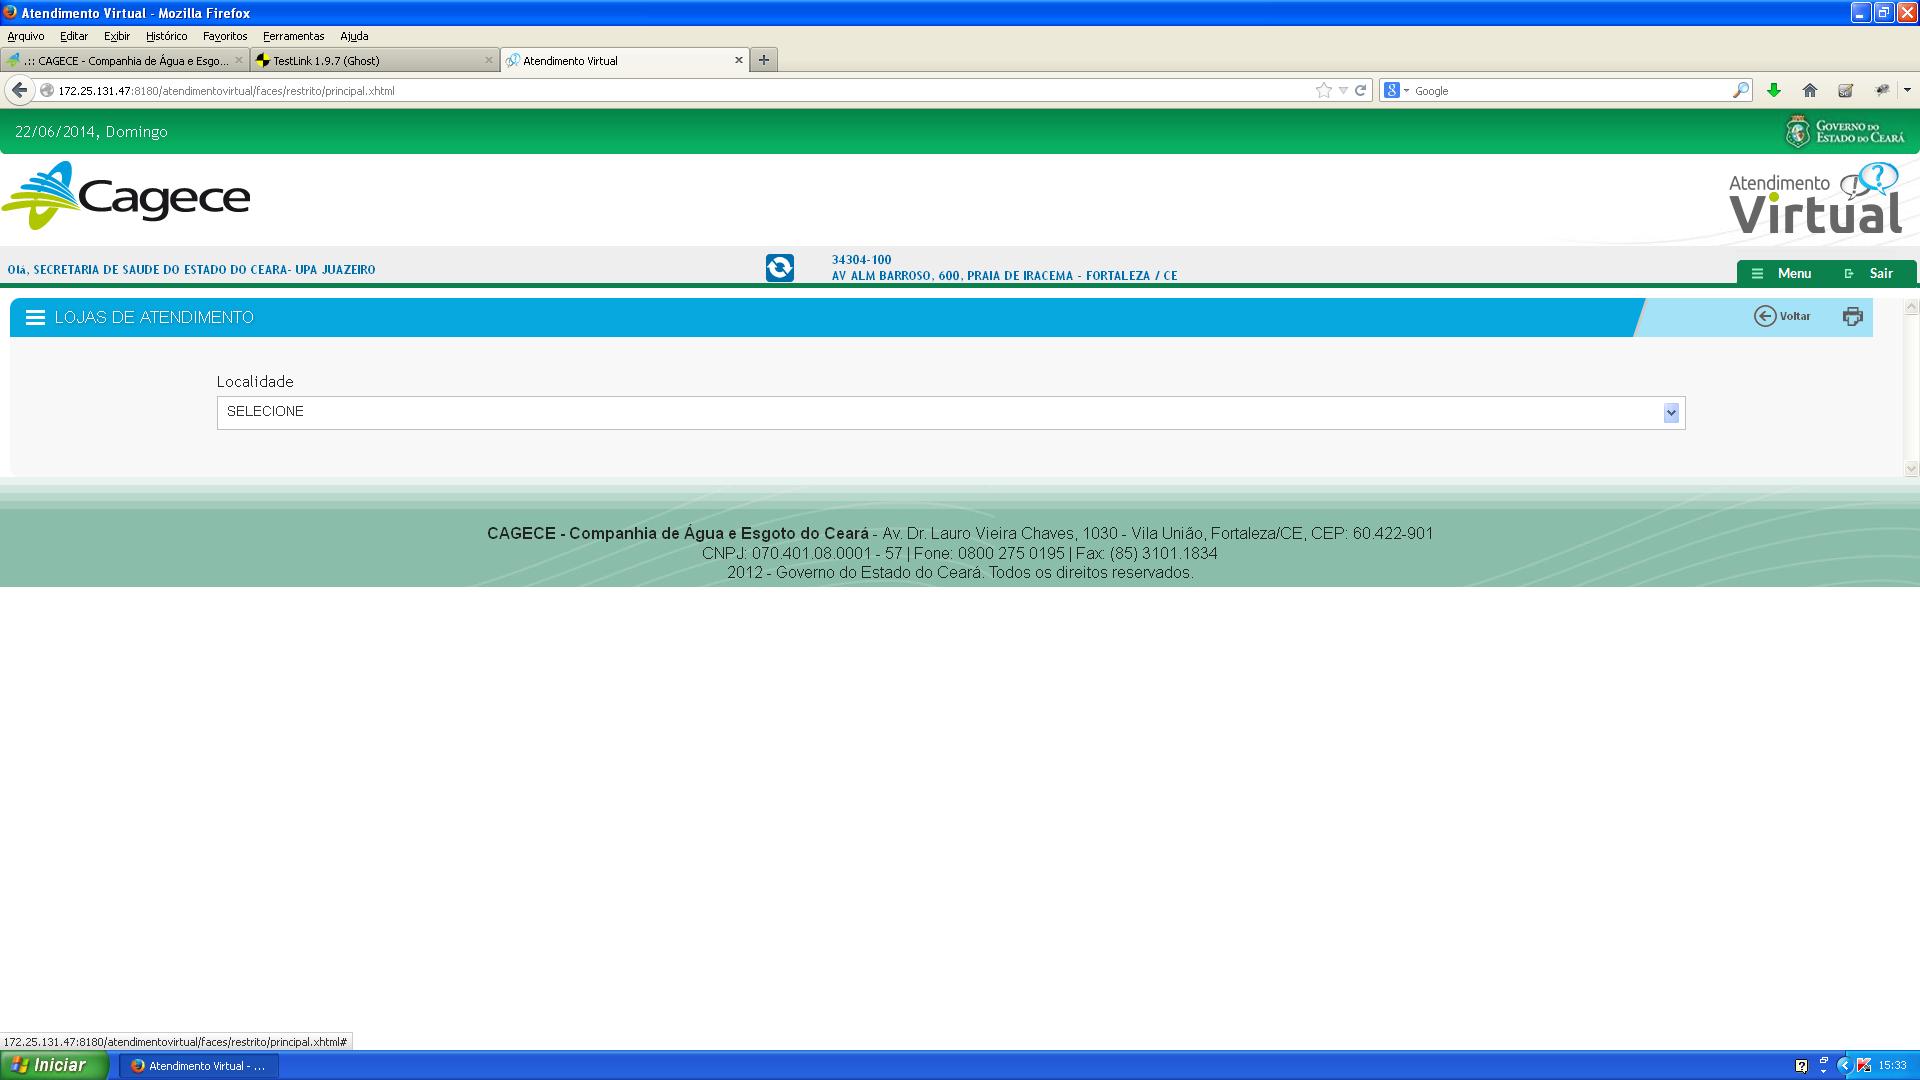 Atendimento Virtual - Mozilla Firefox
Arquivo Editar Exibir Histórico Favoritos Ferramentas Ajuda
.:: CAGECE - Companhia de Água e Esgo... TestLink 1.9.7 (Ghost) Atendimento Virtual
172.25.131.47:8180/atendimentovirtual/faces/restrito/principal.xhtml Google
22/06/2014, Domingo
GOVERNO DO
ESTADO DO CEARÁ
Cagece
Atendimento
Virtual
Olá, SECRETARIA DE SAUDE DO ESTADO DO CEARA- UPA JUAZEIRO
34304-100
AV ALM BARROSO, 600, PRAIA DE IRACEMA - FORTALEZA / CE
Menu Sair
LOJAS DE ATENDIMENTO
Voltar
Localidade
SELECIONE
CAGECE - Companhia de Água e Esgoto do Ceará - Av. Dr. Lauro Vieira Chaves, 1030 - Vila União, Fortaleza/CE, CEP: 60.422-901
CNPJ: 070.401.08.0001 - 57 | Fone: 0800 275 0195 | Fax: (85) 3101.1834
2012 - Governo do Estado do Ceará. Todos os direitos reservados.
172.25.131.47:8180/atendimentovirtual/faces/restrito/principal.xhtml#
Iniciar Atendimento Virtual - ... 15:33